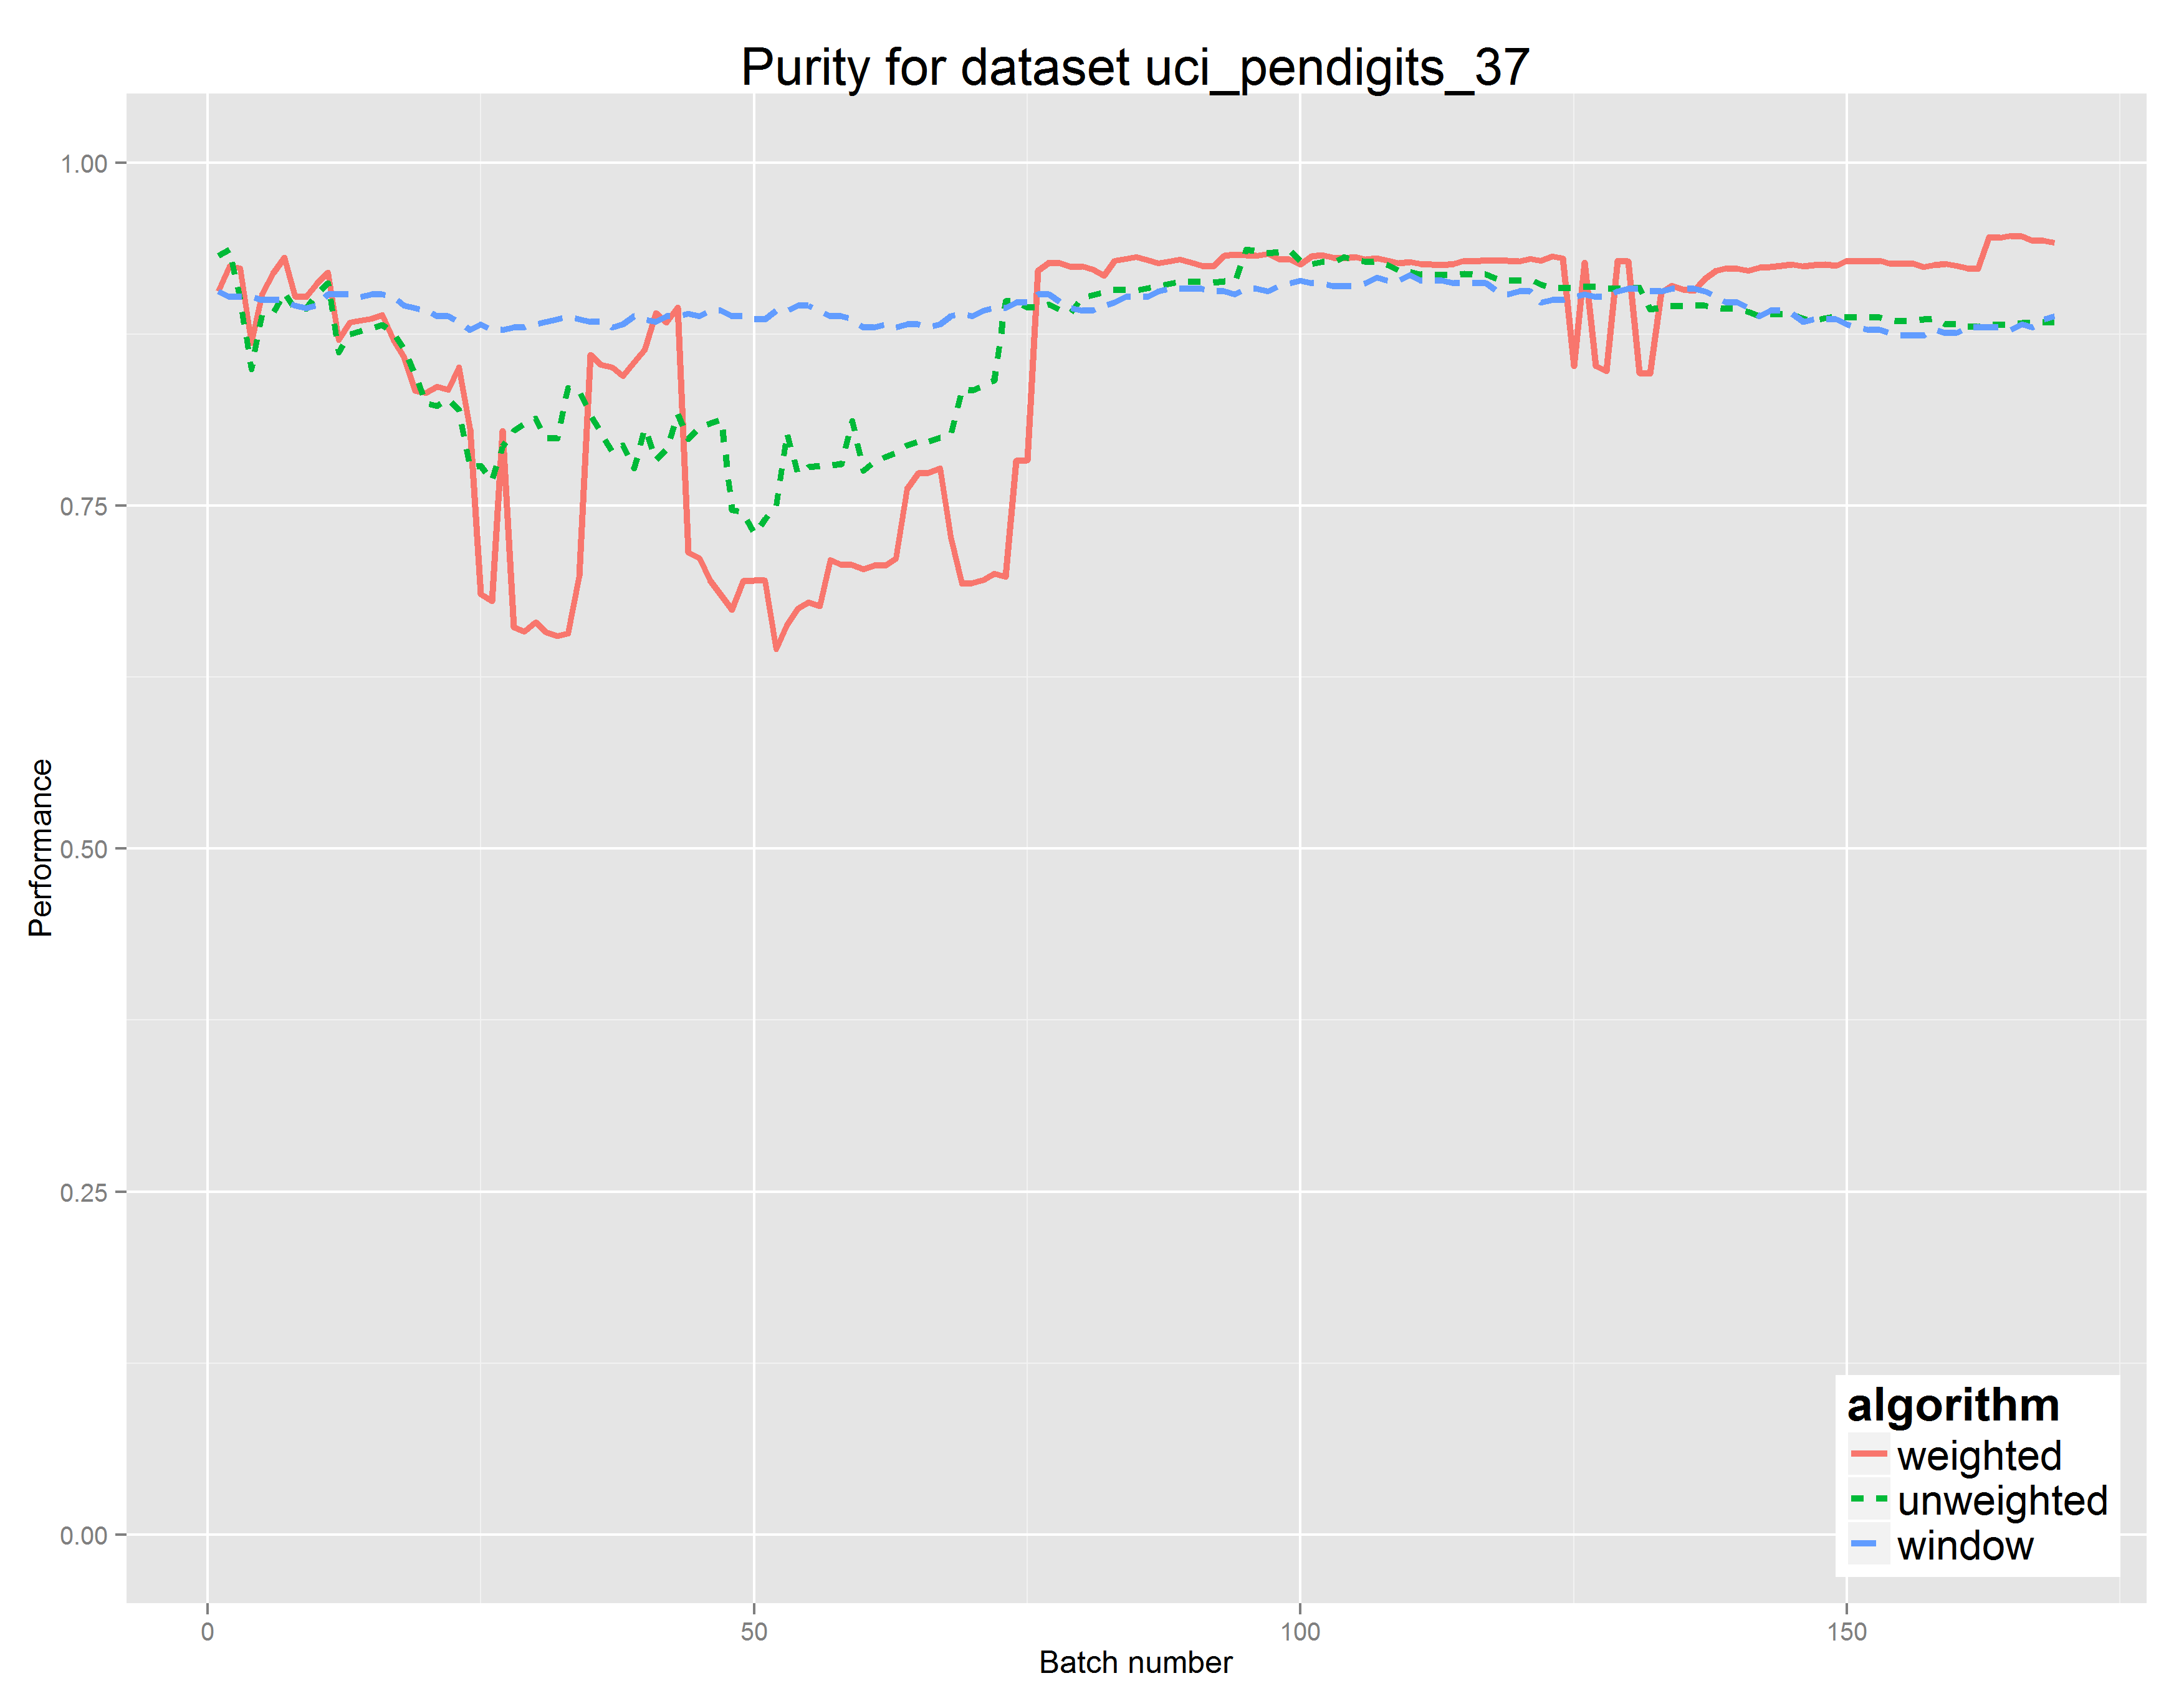 Purity for dataset uci_pendigits_37
1.00
0.75
0.50
0.25
0.00
Performance
0
50
100
150
Batch number
algorithm
weighted
unweighted
window